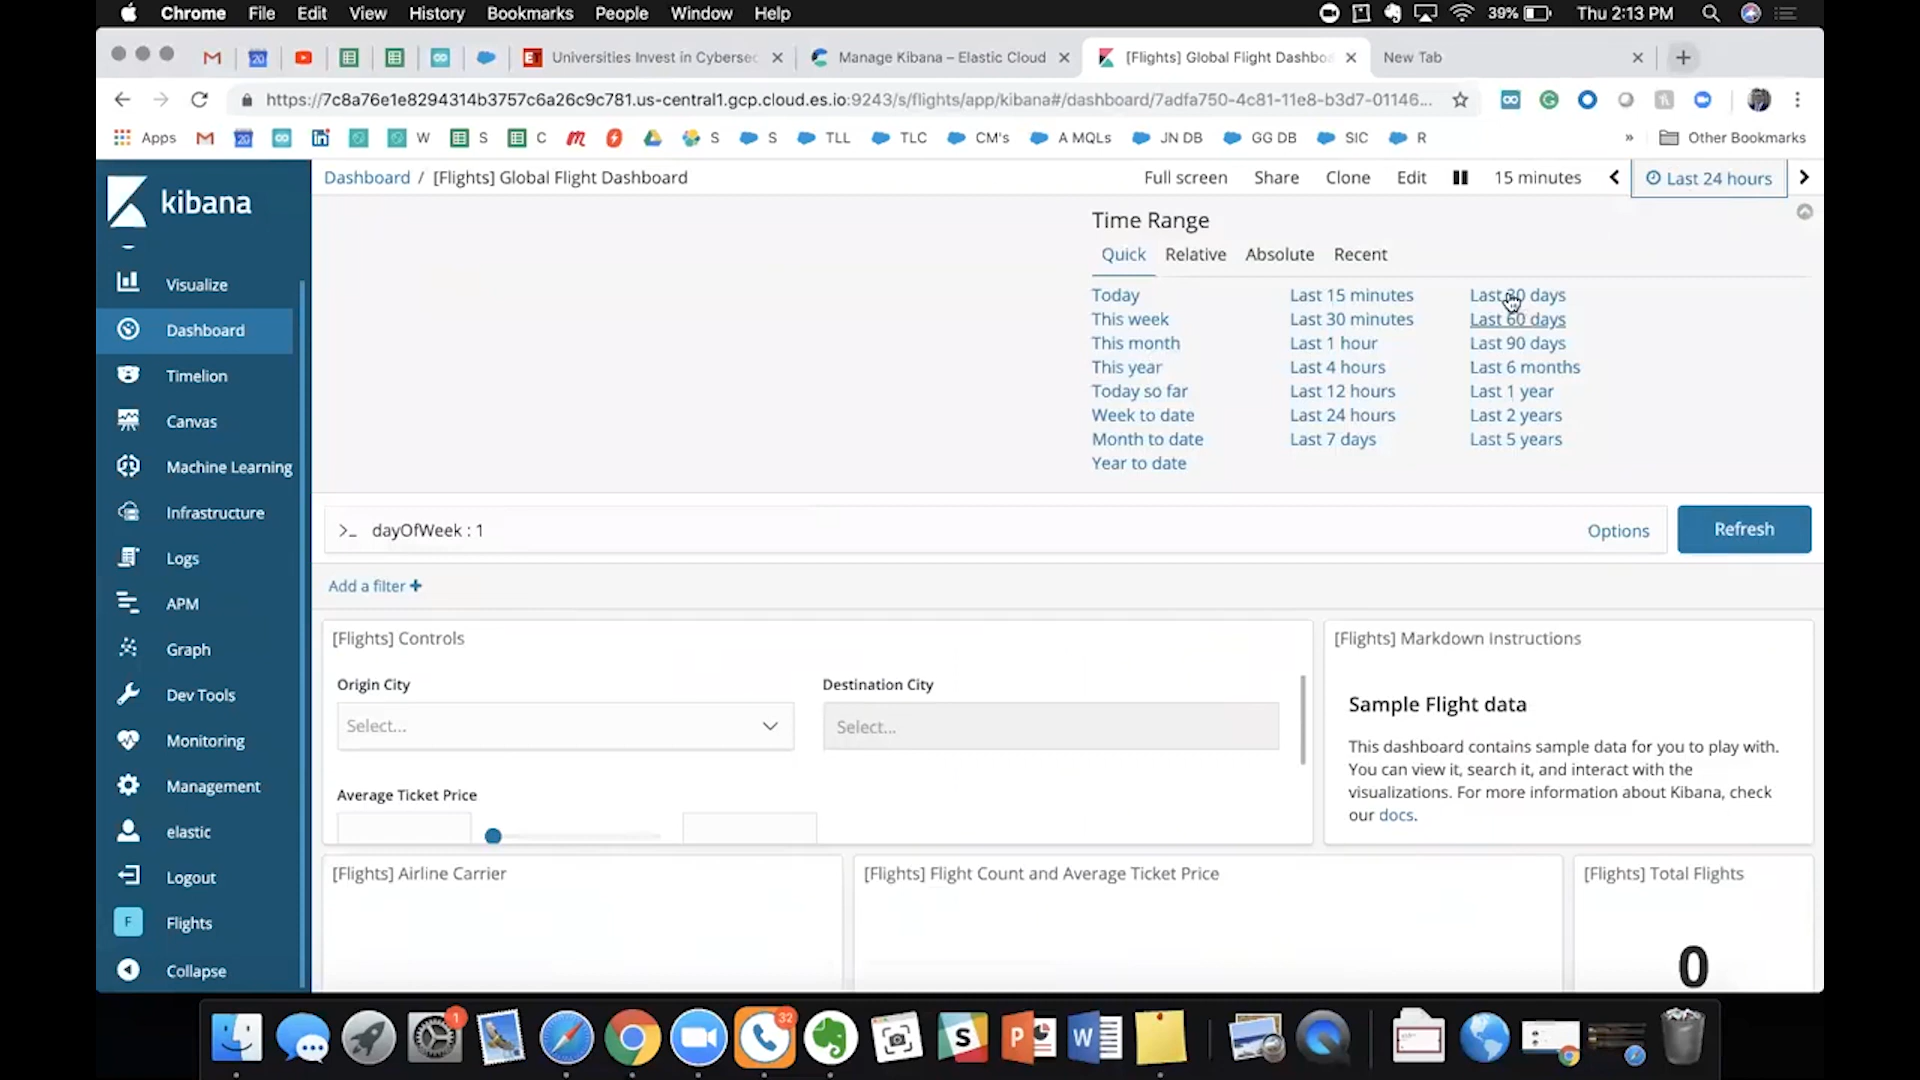 Chrome File Edit View History Bookmarks People Window Help 39% Thu 2:13 PM
20 ET Universities Invest in Cybersec Manage Kibana – Elastic Cloud [Flights] Global Flight Dashboa New Tab
https://7c8a76e1e8294314b3757c6a26c9c781.us-central1.gcp.cloud.es.io:9243/s/flights/app/kibana#/dashboard/7adfa750-4c81-11e8-b3d7-01146...
Apps 20 W S C S S TLL TLC CM's A MQLs JN DB GG DB SIC R » Other Bookmarks
kibana
Visualize
Dashboard
Timelion
Canvas
Machine Learning
Infrastructure
Logs
APM
Graph
Dev Tools
Monitoring
Management
elastic
Logout
F Flights
Collapse
Dashboard / [Flights] Global Flight Dashboard Full screen Share Clone Edit 15 minutes Last 24 hours
Time Range
Quick Relative Absolute Recent
Today Last 15 minutes Last 30 days
This week Last 30 minutes Last 60 days
This month Last 1 hour Last 90 days
This year Last 4 hours Last 6 months
Today so far Last 12 hours Last 1 year
Week to date Last 24 hours Last 2 years
Month to date Last 7 days Last 5 years
Year to date
>_ dayOfWeek : 1 Options Refresh
Add a filter +
[Flights] Controls
Origin City Destination City
Select... Select...
Average Ticket Price
[Flights] Markdown Instructions
Sample Flight data
This dashboard contains sample data for you to play with.
You can view it, search it, and interact with the
visualizations. For more information about Kibana, check
our docs.
[Flights] Airline Carrier [Flights] Flight Count and Average Ticket Price [Flights] Total Flights
0
1 32 S P W